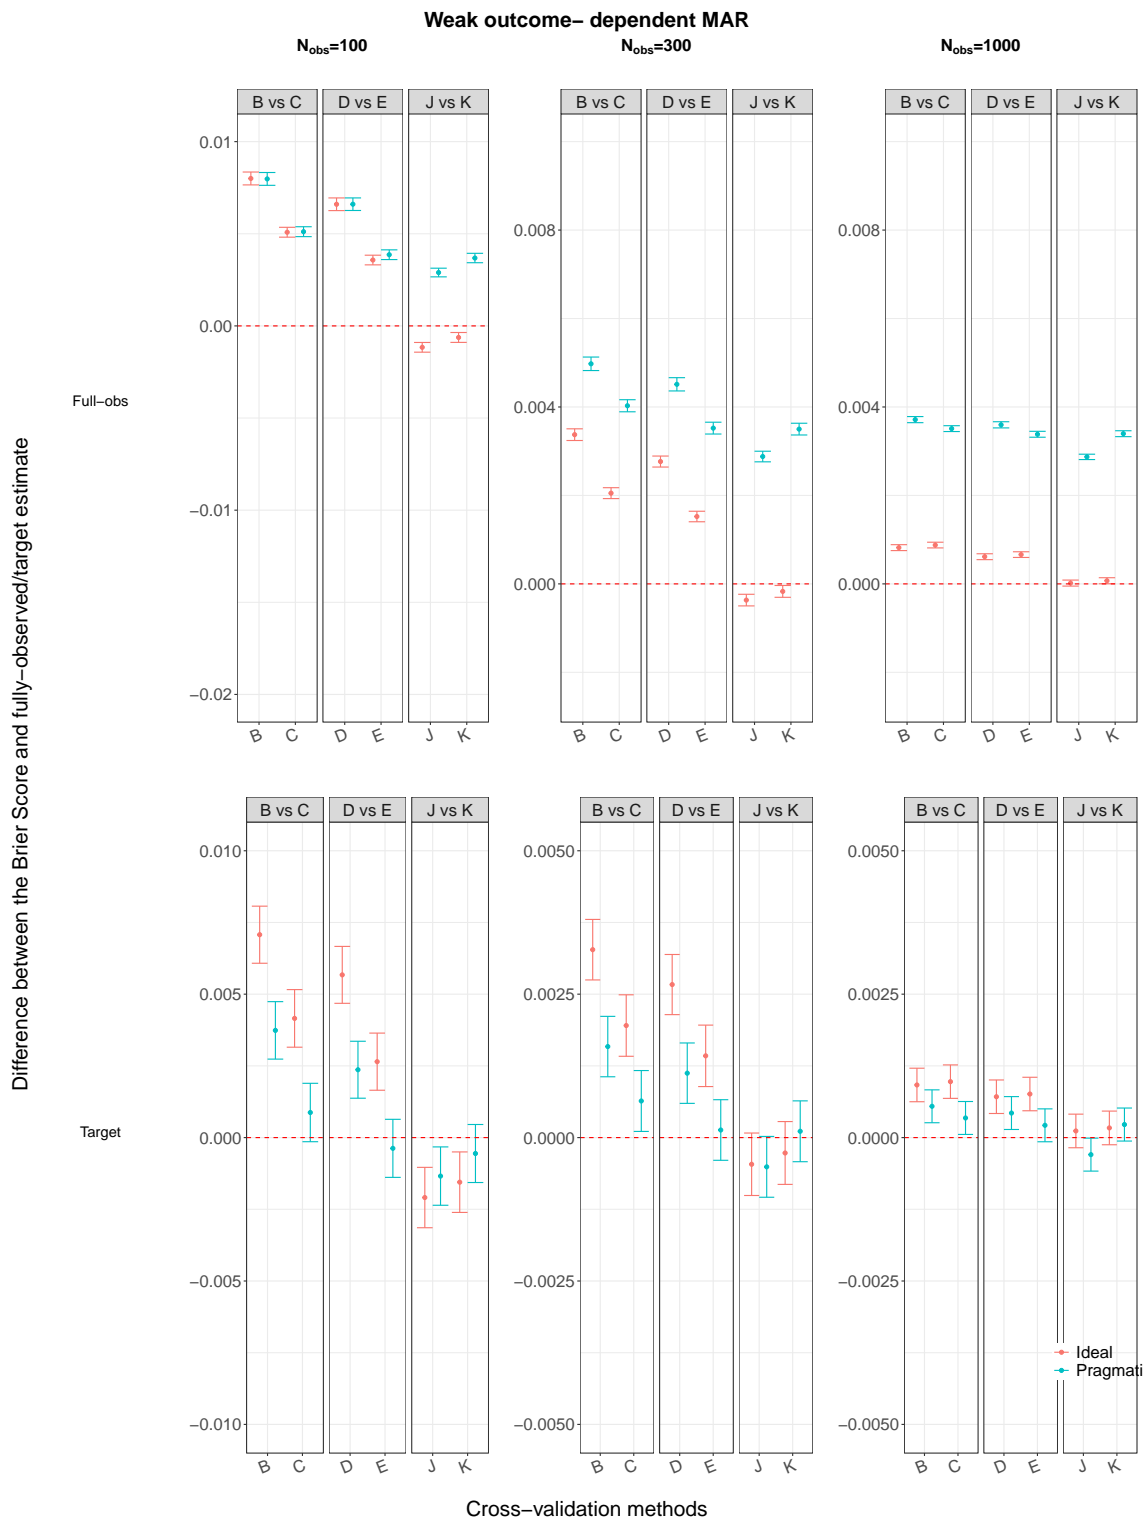 Weak outcome− dependent MAR
Nobs=100 Nobs=300 Nobs=1000
B vs C D vs E J vs K B vs C D vs E J vs K B vs C D vs E J vs K
0.01
0.00
−0.01
−0.02
0.008
0.004
0.000
0.008
0.004
0.000
Full−obs
B C D E J K B C D E J K B C D E J K
Difference between the Brier Score and fully−observed/target estimate
B vs C D vs E J vs K B vs C D vs E J vs K B vs C D vs E J vs K
0.010
0.005
0.000
−0.005
−0.010
0.0050
0.0025
0.0000
−0.0025
−0.0050
0.0050
0.0025
0.0000
−0.0025
−0.0050
Target
Ideal
Pragmati
B C D E J K B C D E J K B C D E J K
Cross−validation methods